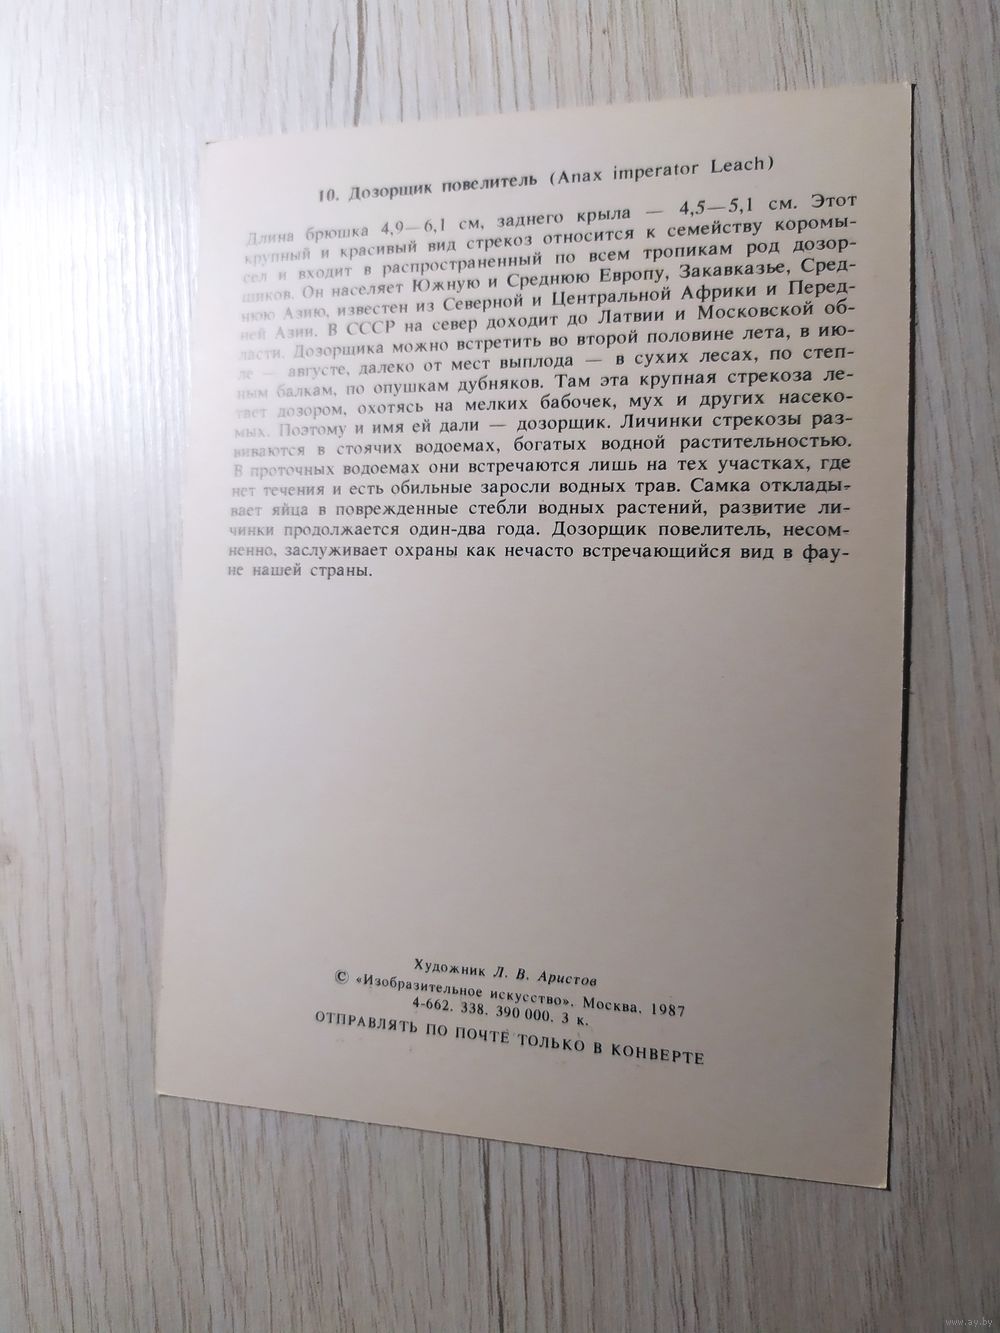 10. Дозорщик повелитель (Anax imperator Leach)
Длина брюшка 4,9—6,1 см, заднего крыла — 4,5—5,1 см. Этот
крупный и красивый вид стрекоз относится к семейству коромы-
сел и входит в распространенный по всем тропикам род дозор-
щиков. Он населяет Южную и Среднюю Европу, Закавказье, Сред-
нюю Азию, известен из Северной и Центральной Африки и Перед-
ней Азии. В СССР на север доходит до Латвии и Московской об-
ласти. Дозорщика можно встретить во второй половине лета, в ию-
ле — августе, далеко от мест выплода — в сухих лесах, по степ-
ным балкам, по опушкам дубняков. Там эта крупная стрекоза ле-
тает дозором, охотясь на мелких бабочек, мух и других насеко-
мых. Поэтому и имя ей дали — дозорщик. Личинки стрекозы раз-
виваются в стоячих водоемах, богатых водной растительностью.
В проточных водоемах они встречаются лишь на тех участках, где
нет течения и есть обильные заросли водных трав. Самка отклады-
вает яйца в поврежденные стебли водных растений, развитие ли-
чинки продолжается один-два года. Дозорщик повелитель, несом-
ненно, заслуживает охраны как нечасто встречающийся вид в фау-
не нашей страны.
Художник Л. В. Аристов
© «Изобразительное искусство». Москва. 1987
4-662. 338. 390 000. 3 к.
ОТПРАВЛЯТЬ ПО ПОЧТЕ ТОЛЬКО В КОНВЕРТЕ
www.ay.by